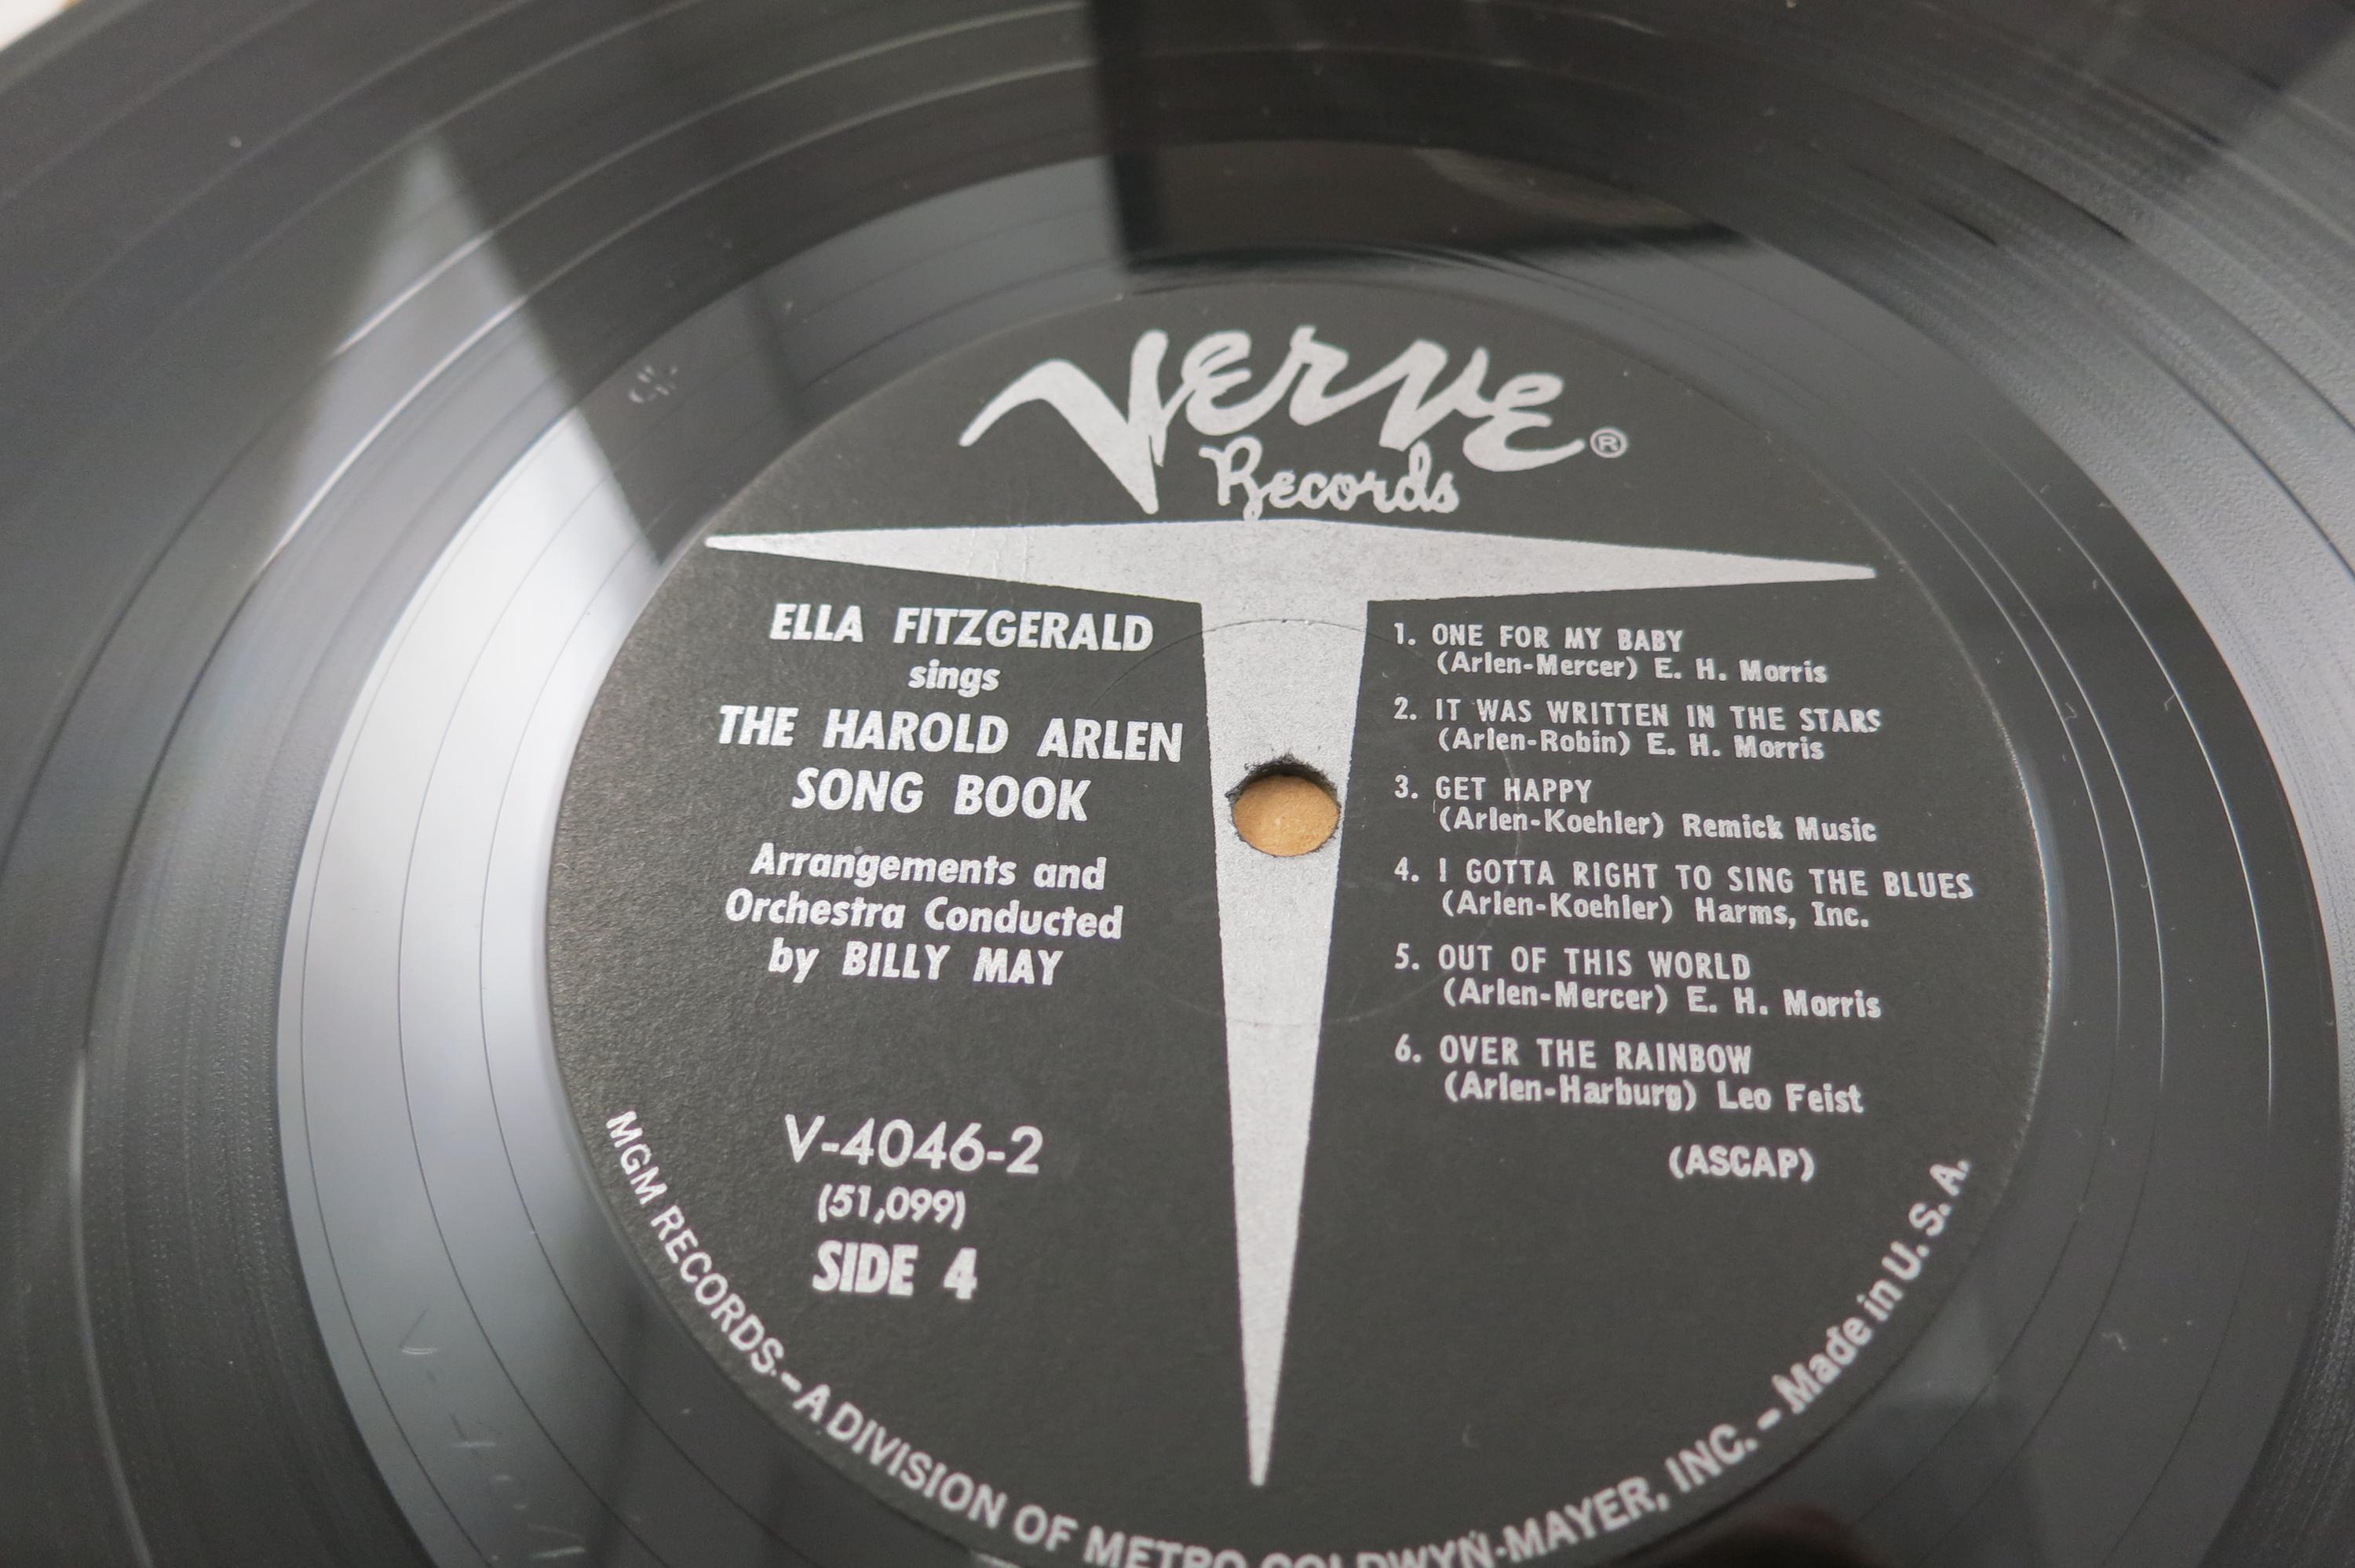 Verve®
Records
ELLA FITZGERALD
sings
THE HAROLD ARLEN
SONG BOOK
Arrangements and
Orchestra Conducted
by BILLY MAY
V-4046-2
(51,099)
SIDE 4
1. ONE FOR MY BABY
(Arlen-Mercer) E. H. Morris
2. IT WAS WRITTEN IN THE STARS
(Arlen-Robin) E. H. Morris
3. GET HAPPY
(Arlen-Koehler) Remick Music
4. I GOTTA RIGHT TO SING THE BLUES
(Arlen-Koehler) Harms, Inc.
5. OUT OF THIS WORLD
(Arlen-Mercer) E. H. Morris
6. OVER THE RAINBOW
(Arlen-Harburg) Leo Feist
(ASCAP)
MGM RECORDS - A DIVISION OF METRO-GOLDWYN-MAYER, INC. - Made in U. S. A.